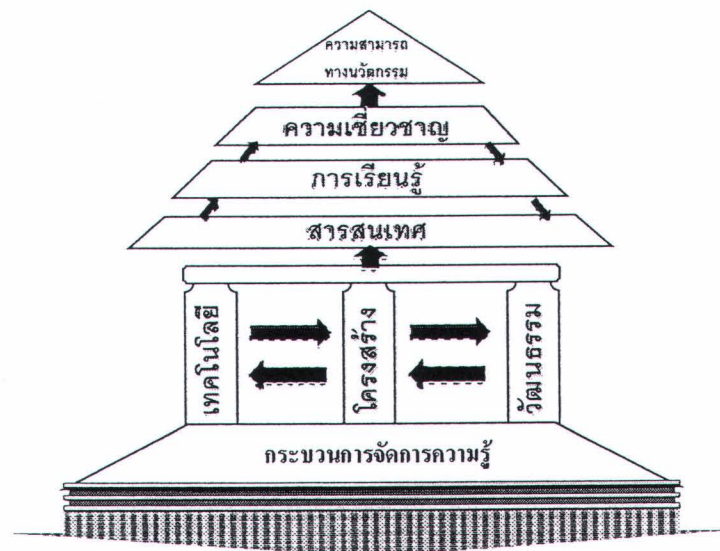 ความสามารถ
ทางนวัตกรรม
ความเชี่ยวชาญ
การเรียนรู้
สารสนเทศ
เทคโนโลยี
โครงสร้าง
วัฒนธรรม
กระบวนการจัดการความรู้